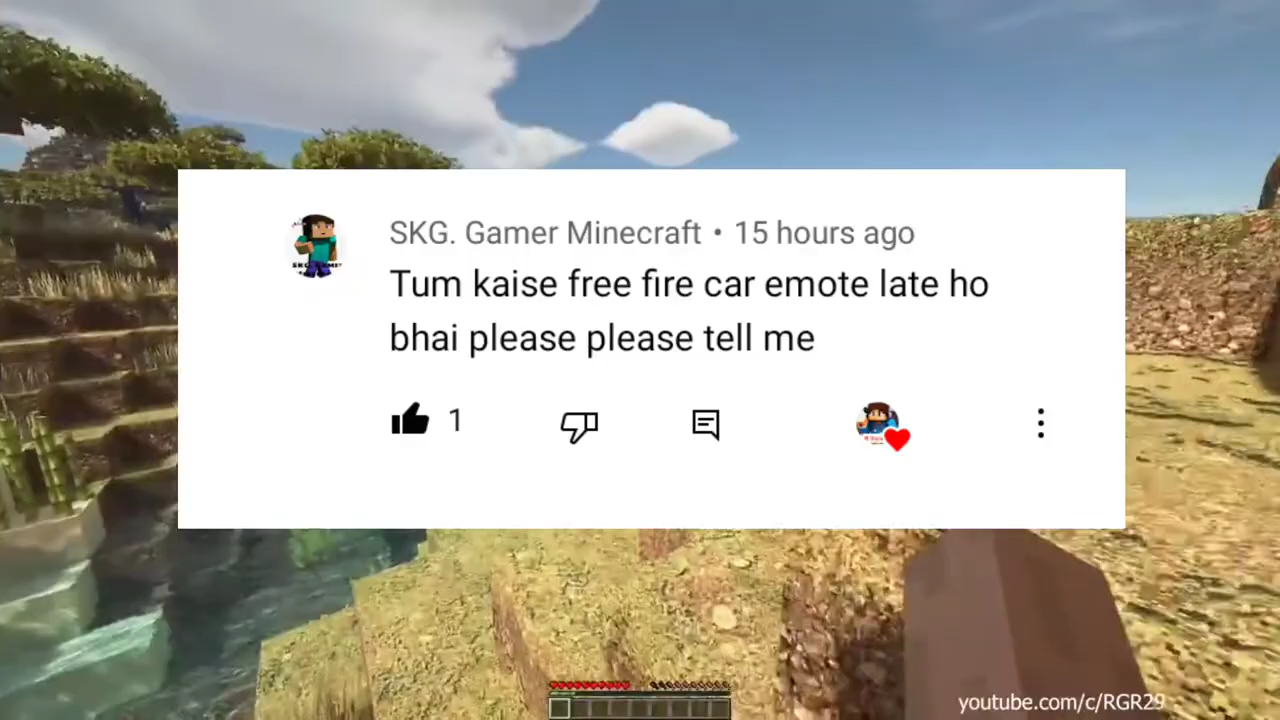 SKG. Gamer Minecraft • 15 hours ago
Tum kaise free fire car emote late ho
bhai please please tell me
1
youtube.com/c/RGR29